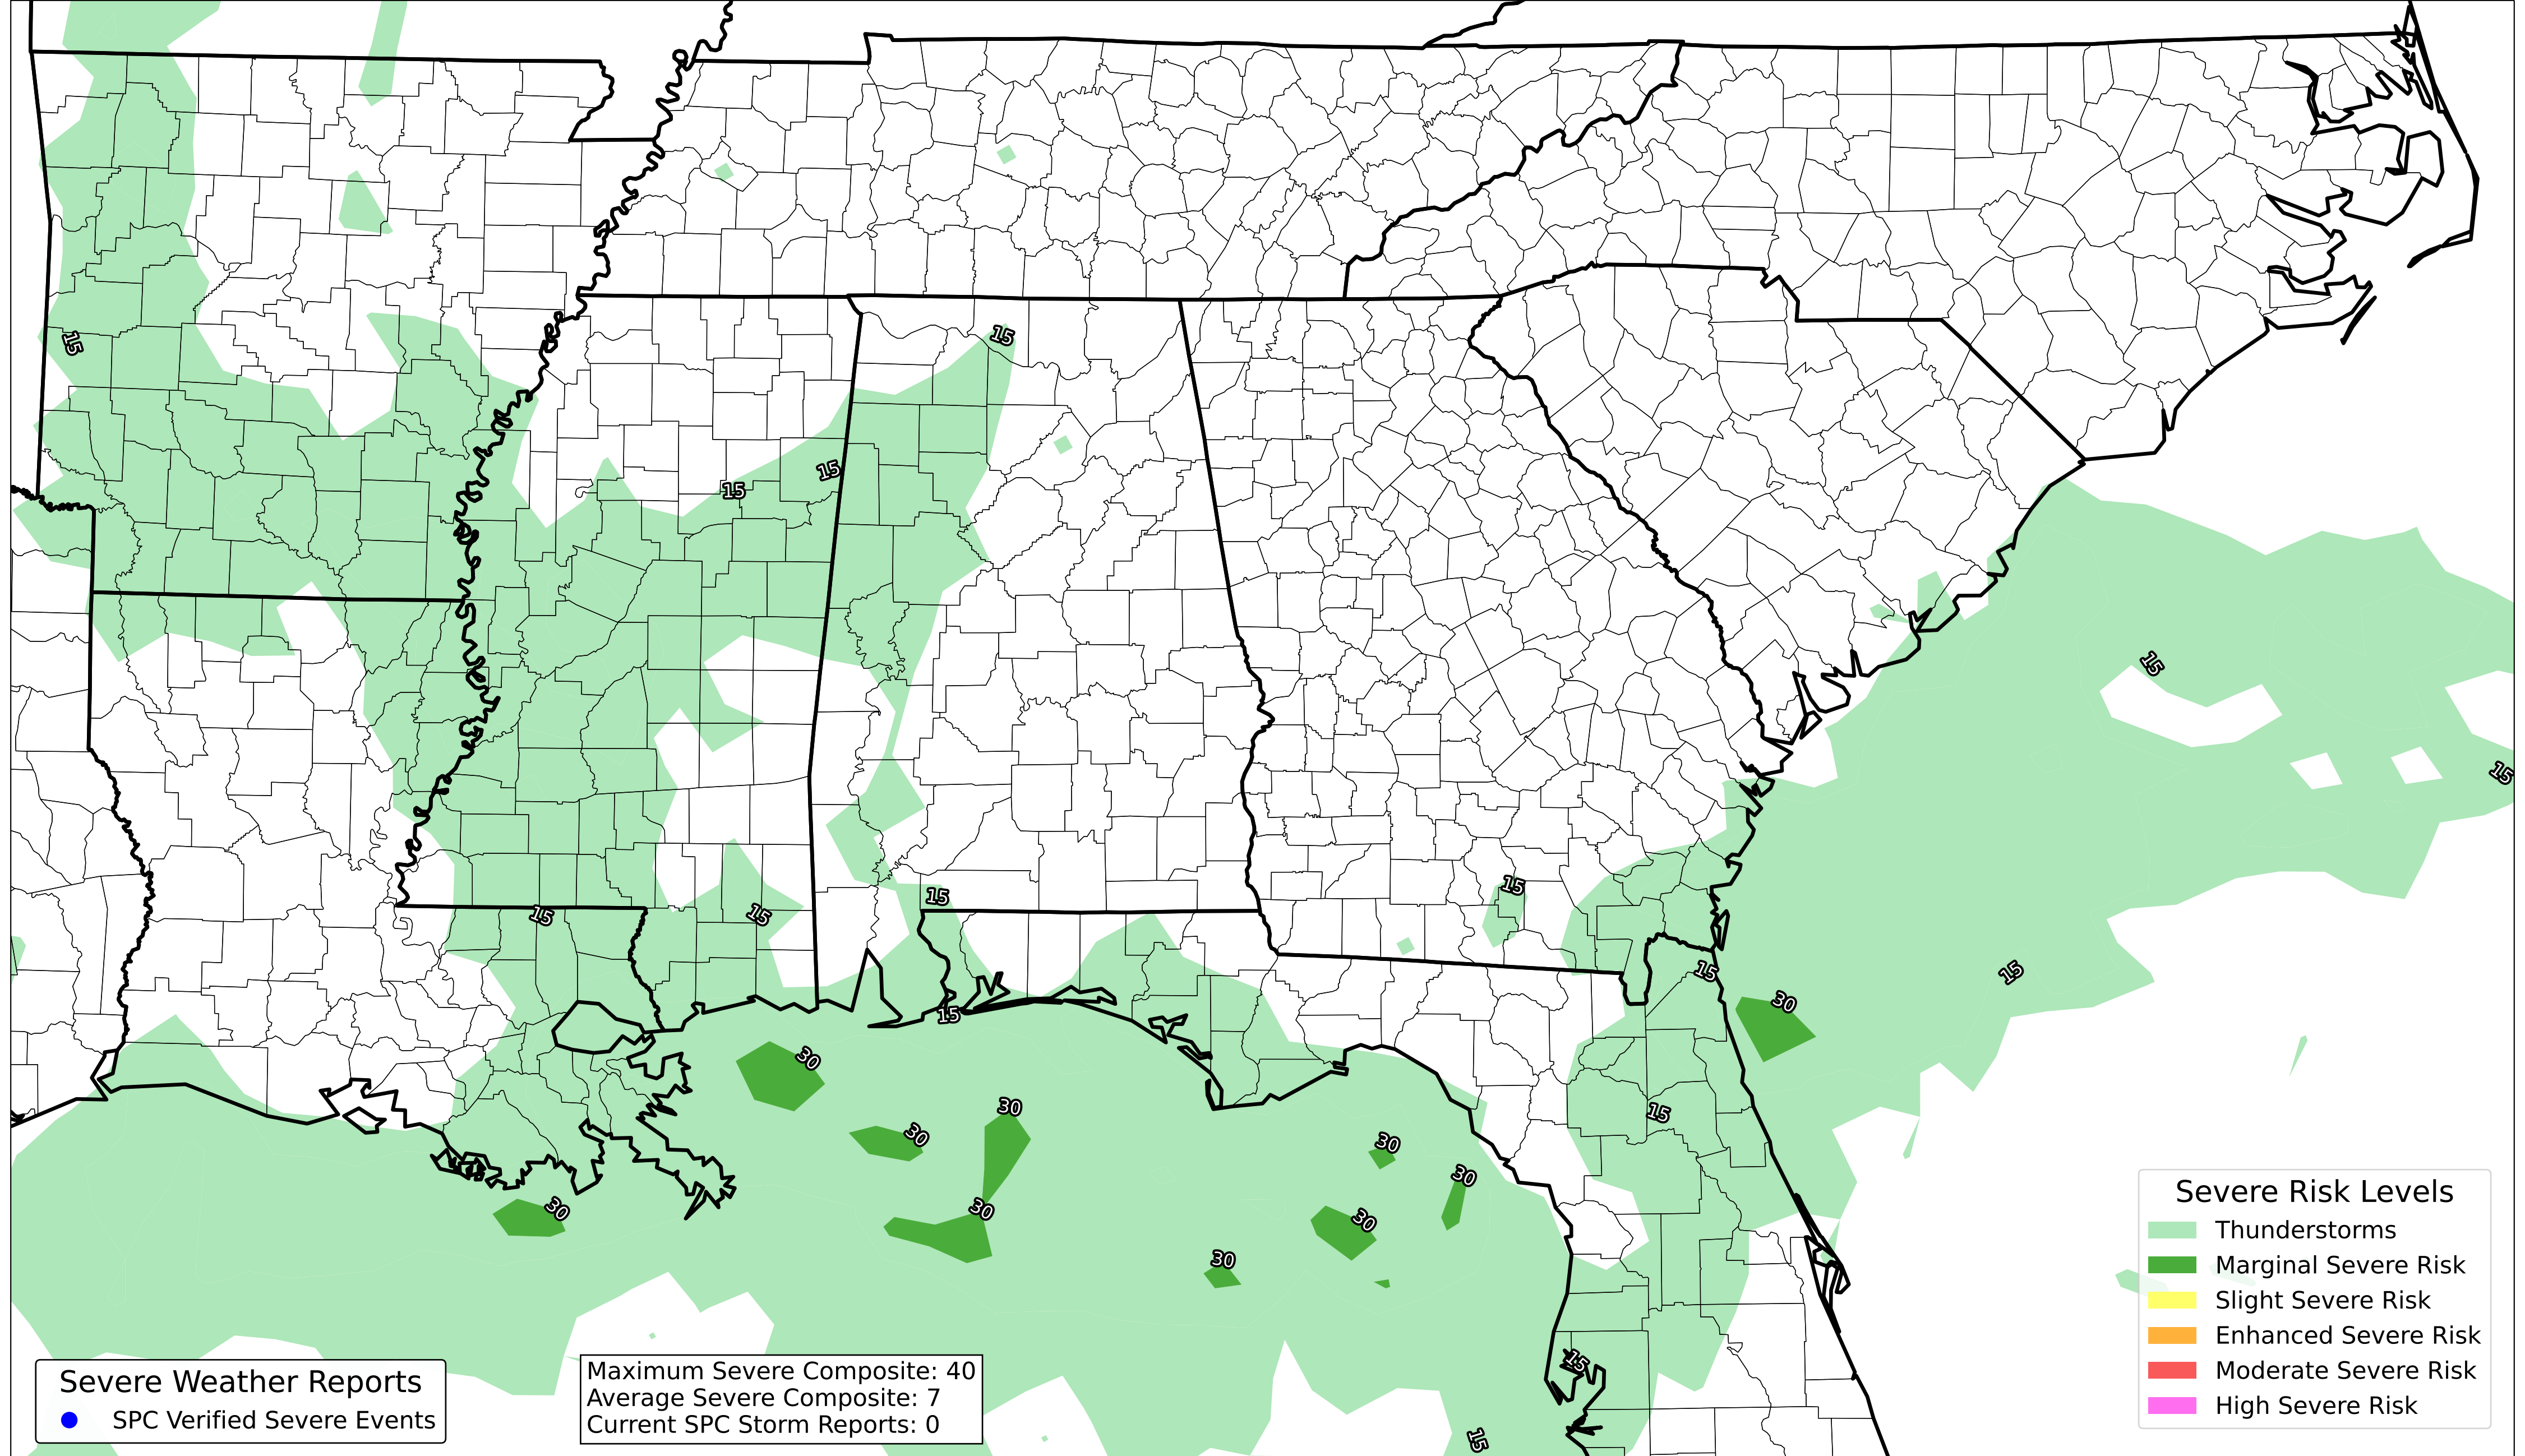 15
15
15
15
15
15
15
15
15
15
15
30
15
15
30
30
30
30
15
30
30
30
30
30
15
15
Severe Risk Levels
Thunderstorms
Marginal Severe Risk
Slight Severe Risk
Enhanced Severe Risk
Moderate Severe Risk
High Severe Risk
Severe Weather Reports
SPC Verified Severe Events
Maximum Severe Composite: 40
Average Severe Composite: 7
Current SPC Storm Reports: 0